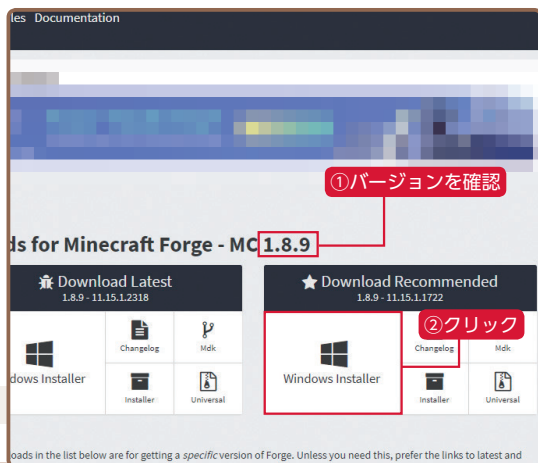 les Documentation
①バージョンを確認
ds for Minecraft Forge - MC 1.8.9
Download Latest
1.8.9 - 11.15.1.2318
Download Recommended
1.8.9 - 11.15.1.1722
②クリック
dows Installer
Changelog
Mdk
Installer
Universal
Windows Installer
Changelog
Mdk
Installer
Universal
oads in the list below are for getting a specific version of Forge. Unless you need this, prefer the links to latest and